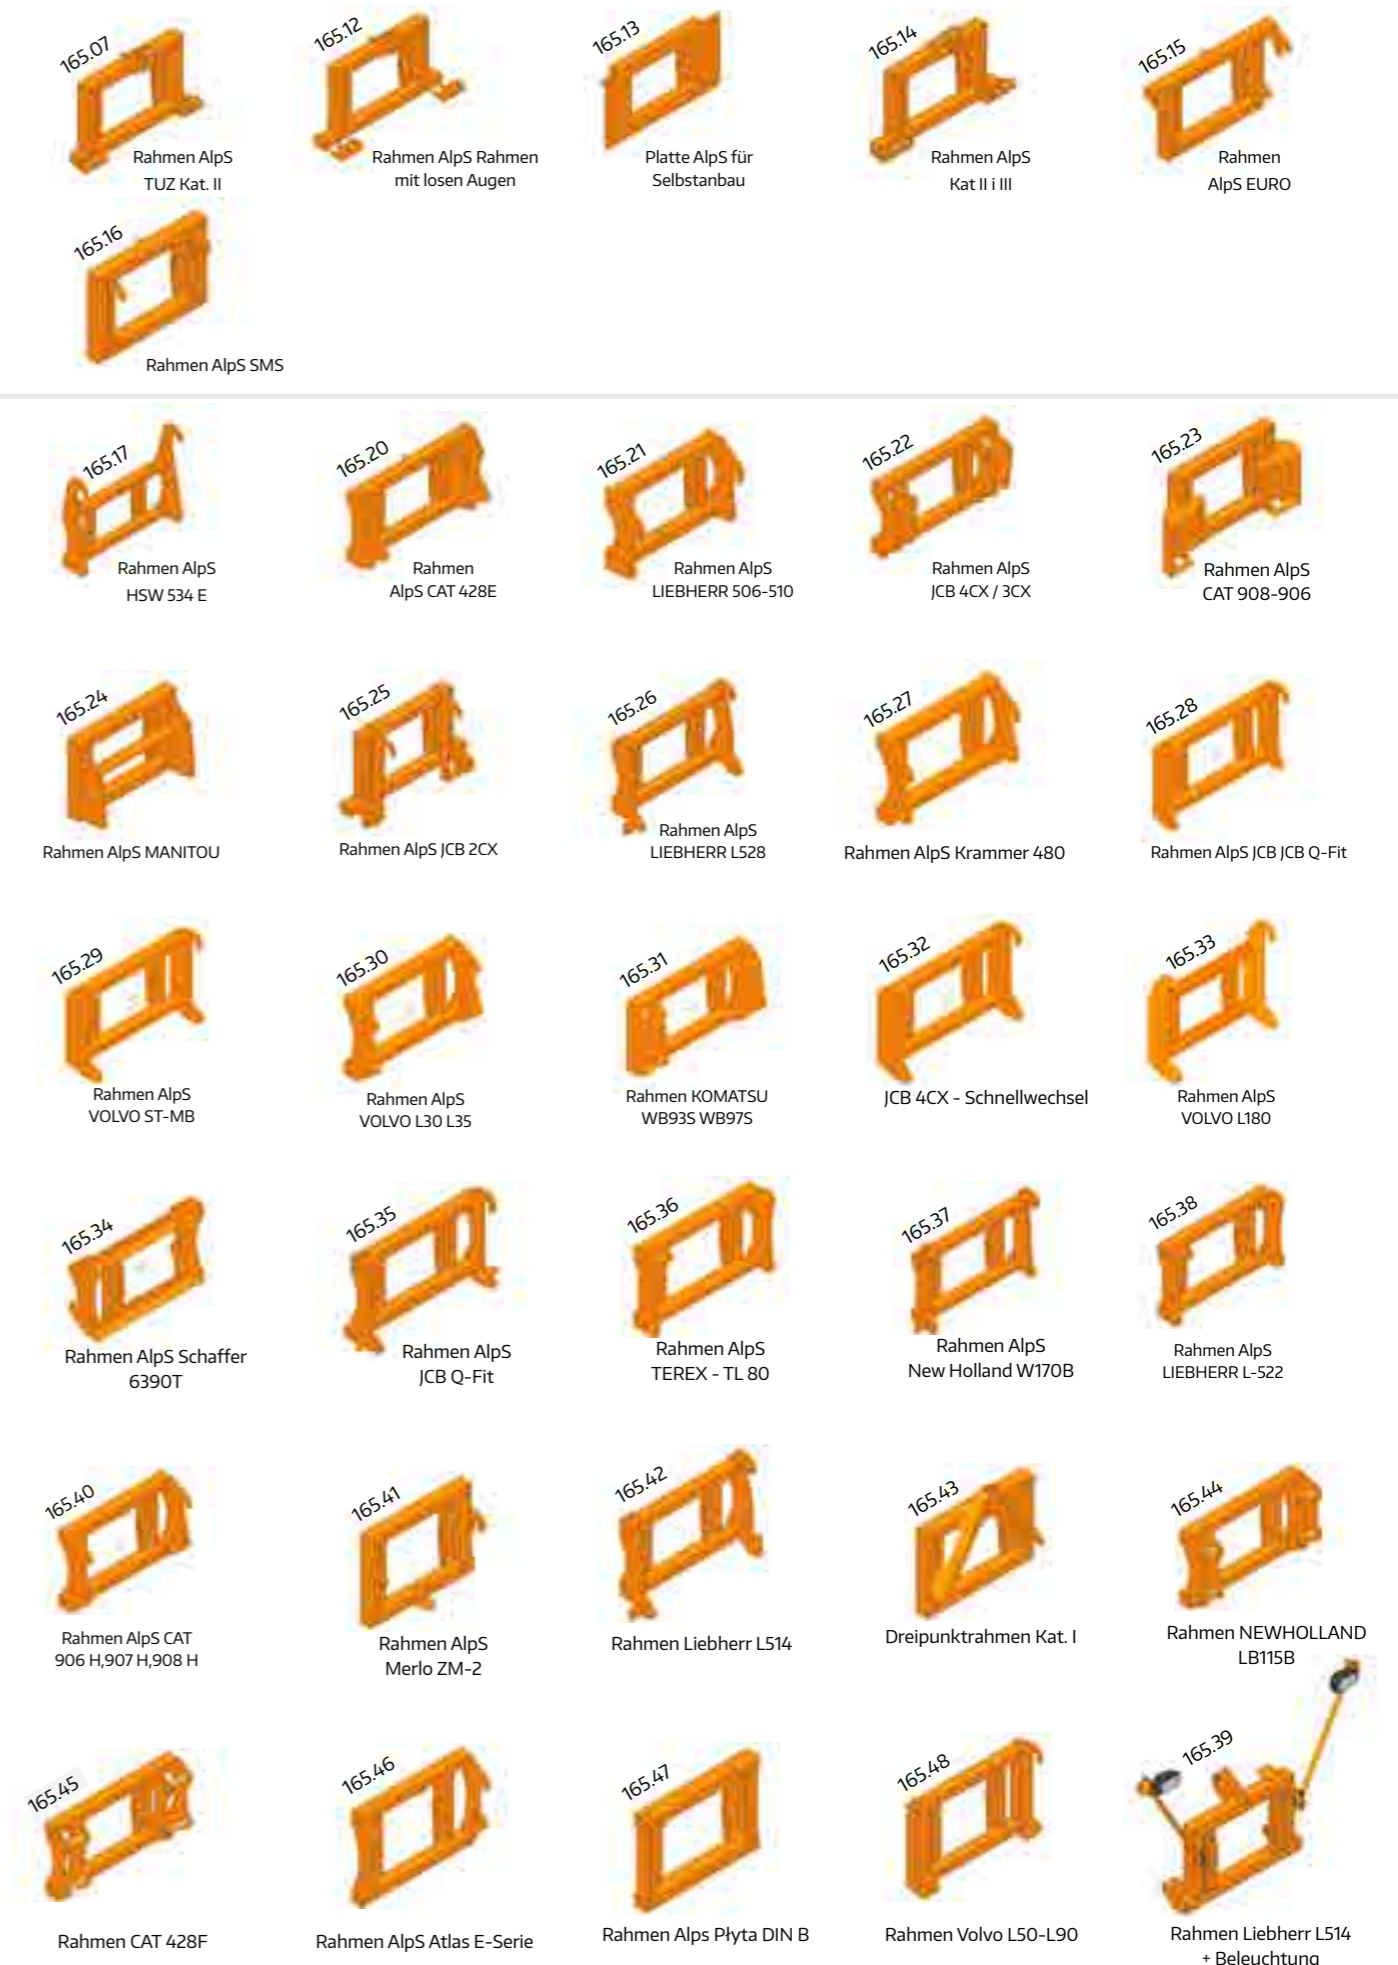 165.07
Rahmen AlpS
TUZ Kat. II
165.12
Rahmen AlpS Rahmen
mit losen Augen
165.13
Platte AlpS für
Selbstanbau
165.14
Rahmen AlpS
Kat II i III
165.15
Rahmen
AlpS EURO
165.16
Rahmen AlpS SMS
165.17
Rahmen AlpS
HSW 534 E
165.20
Rahmen
AlpS CAT 428E
165.21
Rahmen AlpS
LIEBHERR 506-510
165.22
Rahmen AlpS
JCB 4CX / 3CX
165.23
Rahmen AlpS
CAT 908-906
165.24
Rahmen AlpS MANITOU
165.25
Rahmen AlpS JCB 2CX
165.26
Rahmen AlpS
LIEBHERR L528
165.27
Rahmen AlpS Krammer 480
165.28
Rahmen AlpS JCB JCB Q-Fit
165.29
Rahmen AlpS
VOLVO ST-MB
165.30
Rahmen AlpS
VOLVO L30 L35
165.31
Rahmen KOMATSU
WB93S WB97S
165.32
JCB 4CX - Schnellwechsel
165.33
Rahmen AlpS
VOLVO L180
165.34
Rahmen AlpS Schaffer
6390T
165.35
Rahmen AlpS
JCB Q-Fit
165.36
Rahmen AlpS
TEREX - TL 80
165.37
Rahmen AlpS
New Holland W170B
165.38
Rahmen AlpS
LIEBHERR L-522
165.40
Rahmen AlpS CAT
906 H,907 H,908 H
165.41
Rahmen AlpS
Merlo ZM-2
165.42
Rahmen Liebherr L514
165.43
Dreipunktrahmen Kat. I
165.44
Rahmen NEWHOLLAND
LB115B
165.45
Rahmen CAT 428F
165.46
Rahmen AlpS Atlas E-Serie
165.47
Rahmen Alps Płyta DIN B
165.48
Rahmen Volvo L50-L90
165.39
Rahmen Liebherr L514
+ Beleuchtung